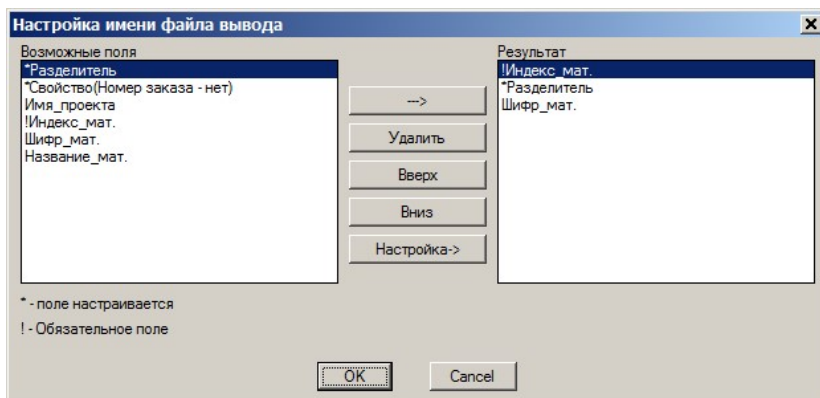 Настройка имени файла вывода
Возможные поля
*Разделитель
*Свойство(Номер заказа - нет)
Имя_проекта
!Индекс_мат.
Шифр_мат.
Название_мат.
--->
Удалить
Вверх
Вниз
Настройка->
Результат
!Индекс_мат.
*Разделитель
Шифр_мат.
* - поле настраивается
! - Обязательное поле
OK
Cancel